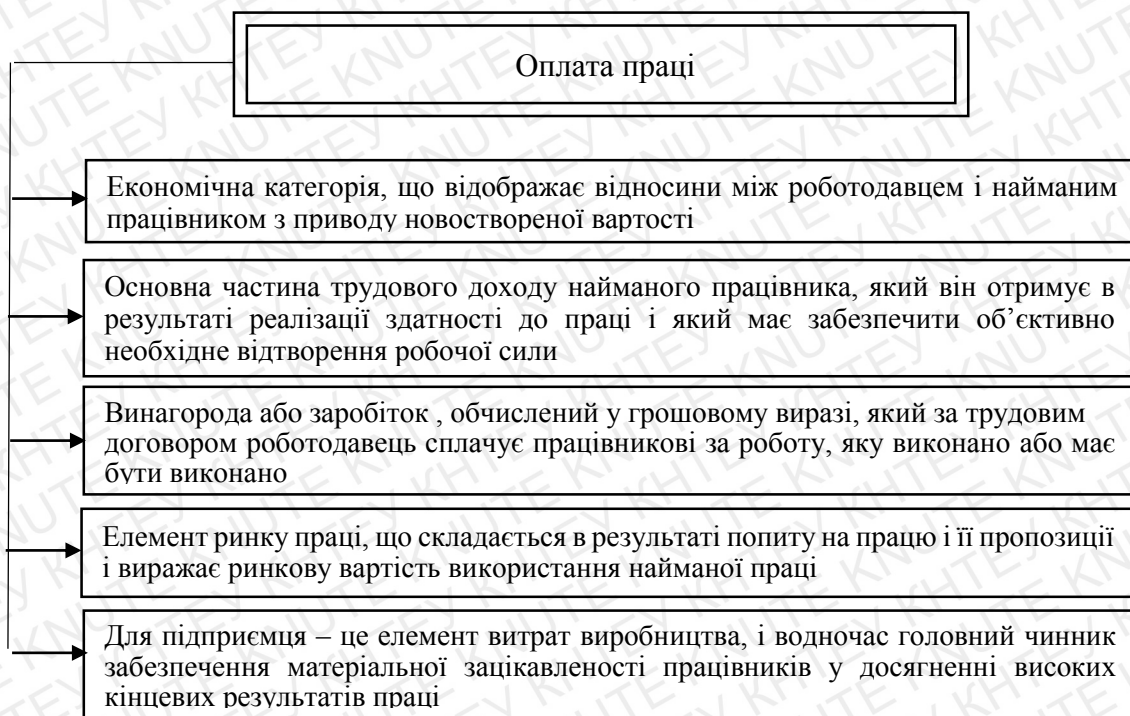 Оплата праці
Економічна категорія, що відображає відносини між роботодавцем і найманим
працівником з приводу новоствореної вартості
Основна частина трудового доходу найманого працівника, який він отримує в
результаті реалізації здатності до праці і який має забезпечити об’єктивно
необхідне відтворення робочої сили
Винагорода або заробіток , обчислений у грошовому виразі, який за трудовим
договором роботодавець сплачує працівникові за роботу, яку виконано або має
бути виконано
Елемент ринку праці, що складається в результаті попиту на працю і її пропозиції
і виражає ринкову вартість використання найманої праці
Для підприємця – це елемент витрат виробництва, і водночас головний чинник
забезпечення матеріальної зацікавленості працівників у досягненні високих
кінцевих результатів праці